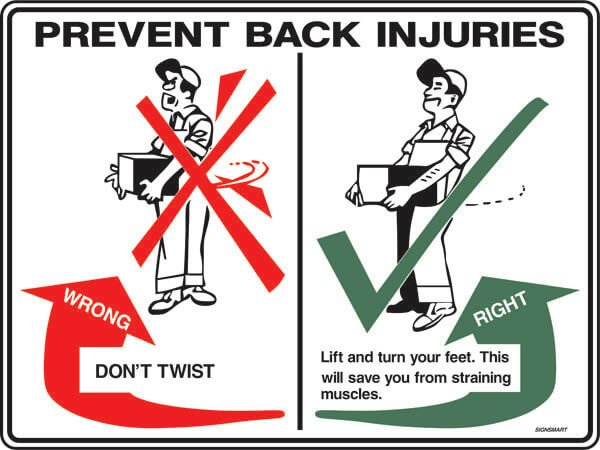 PREVENT BACK INJURIES
WRONG
DON'T TWIST
RIGHT
Lift and turn your feet. This
will save you from straining
muscles.
SIGNSMART